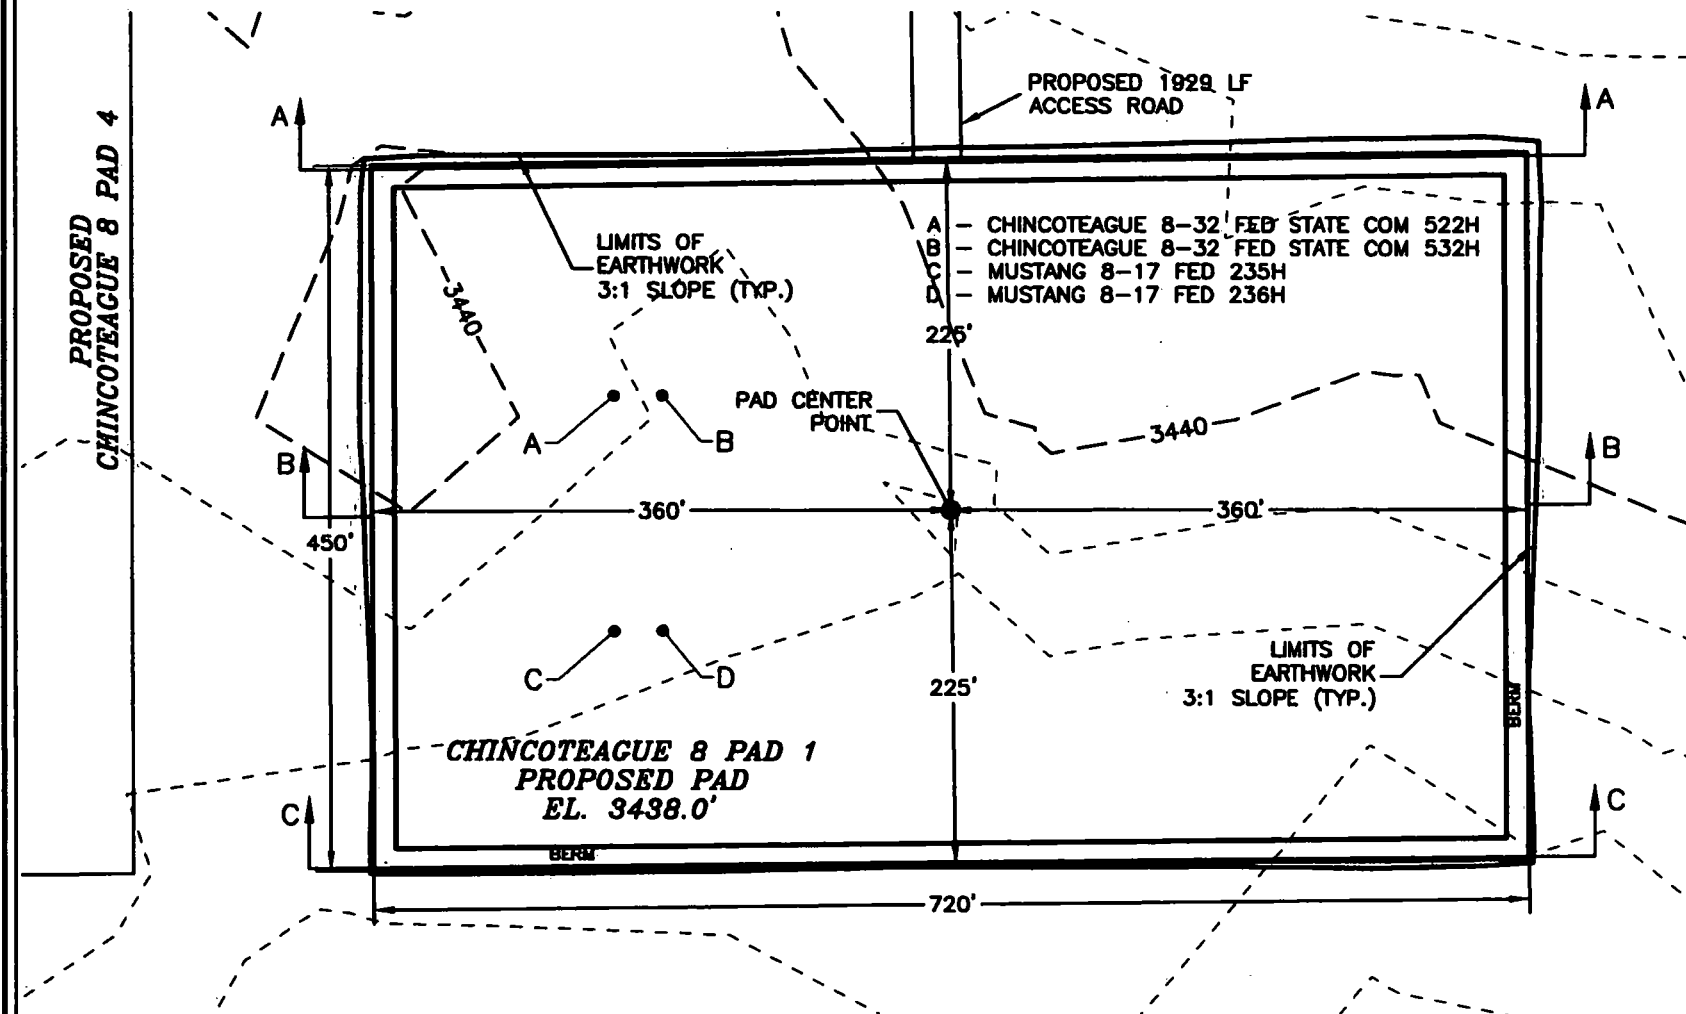 PROPOSED 1929 LF
ACCESS ROAD
A
A
PROPOSED
CHINCOTEAGUE 8 PAD 4
LIMITS OF
EARTHWORK
3:1 SLOPE (TYP.)
A – CHINCOTEAGUE 8–32 FED STATE COM 522H
B – CHINCOTEAGUE 8–32 FED STATE COM 532H
C – MUSTANG 8–17 FED 235H
D – MUSTANG 8–17 FED 236H
3440
225'
PAD CENTER
POINT
3440
A
B
B
B
360'
360'
450'
C
D
225'
LIMITS OF
EARTHWORK
3:1 SLOPE (TYP.)
BERM
CHINCOTEAGUE 8 PAD 1
PROPOSED PAD
EL. 3438.0'
C
C
BERM
720'